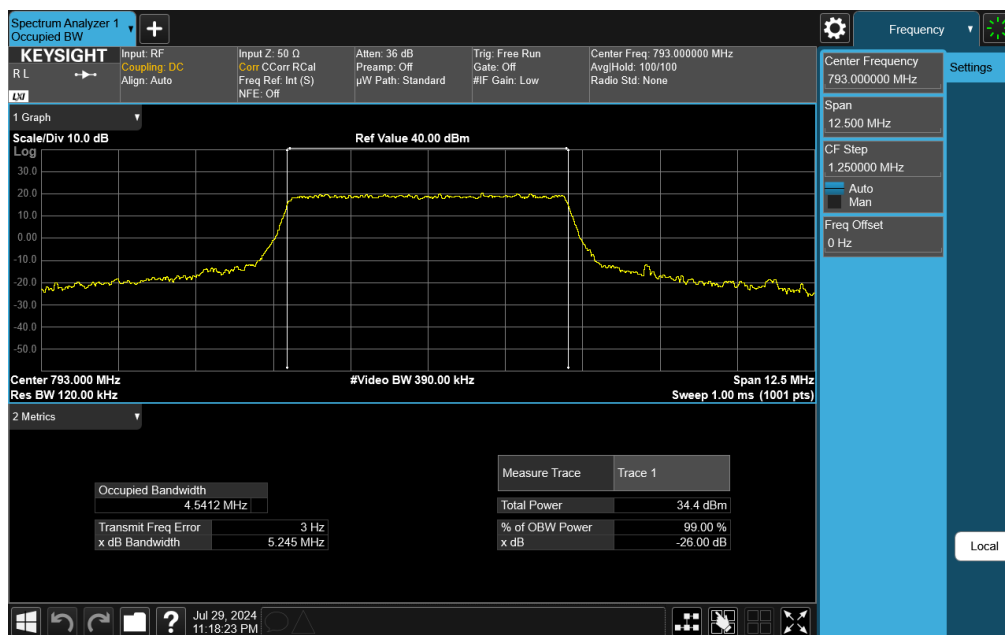 Spectrum Analyzer 1
Occupied BW
+
Frequency
KEYSIGHT
R L
LXI
Input: RF
Coupling: DC
Align: Auto
Input Z: 50 Ω
Corr CCorr RCal
Freq Ref: Int (S)
NFE: Off
Atten: 36 dB
Preamp: Off
µW Path: Standard
Trig: Free Run
Gate: Off
#IF Gain: Low
Center Freq: 793.000000 MHz
Avg|Hold: 100/100
Radio Std: None
Center Frequency
793.000000 MHz
Settings
Span
12.500 MHz
CF Step
1.250000 MHz
Auto
Man
Freq Offset
0 Hz
Local
1 Graph
Scale/Div 10.0 dB
Ref Value 40.00 dBm
Log
30.0
20.0
10.0
0.00
-10.0
-20.0
-30.0
-40.0
-50.0
Center 793.000 MHz
#Video BW 390.00 kHz
Span 12.5 MHz
Res BW 120.00 kHz
Sweep 1.00 ms (1001 pts)
2 Metrics
Measure Trace Trace 1
Occupied Bandwidth
4.5412 MHz
Total Power 34.4 dBm
Transmit Freq Error 3 Hz
% of OBW Power 99.00 %
x dB Bandwidth 5.245 MHz
x dB -26.00 dB
?
Jul 29, 2024
11:18:23 PM